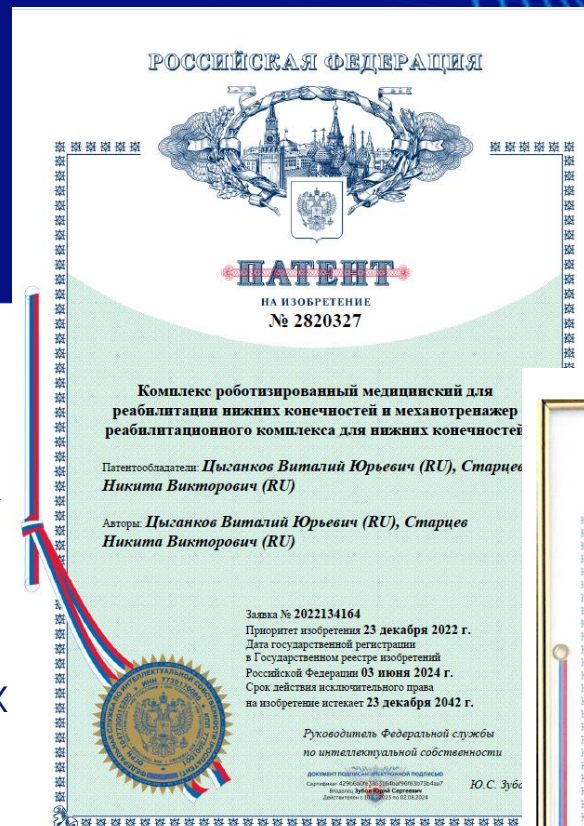 РОССИЙСКАЯ ФЕДЕРАЦИЯ
ПАТЕНТ
НА ИЗОБРЕТЕНИЕ
№ 2820327
Комплекс роботизированный медицинский для
реабилитации нижних конечностей и механотренажер
реабилитационного комплекса для нижних конечностей
Патентообладатели: Цыганков Виталий Юрьевич (RU), Старцев
Никита Викторович (RU)
Авторы: Цыганков Виталий Юрьевич (RU), Старцев
Никита Викторович (RU)
Заявка № 2022134164
Приоритет изобретения 23 декабря 2022 г.
Дата государственной регистрации
в Государственном реестре изобретений
Российской Федерации 03 июня 2024 г.
Срок действия исключительного права
на изобретение истекает 23 декабря 2042 г.
Руководитель Федеральной службы
по интеллектуальной собственности
ДОКУМЕНТ ПОДПИСАН ЭЛЕКТРОННОЙ ПОДПИСЬЮ
Владелец Зубов Юрий Сергеевич
Ю.С. Зубо
х